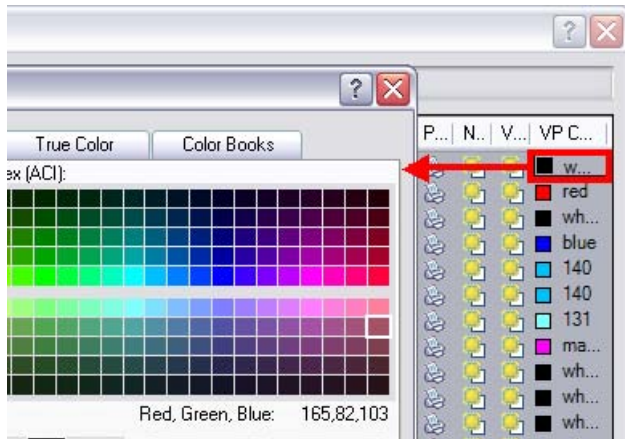 ? X
? X
P... N.. V... VP C...
True Color Color Books
ex (ACI):
w...
red
wh...
blue
140
140
131
ma...
wh...
wh...
Red, Green, Blue: 165,82,103
wh...